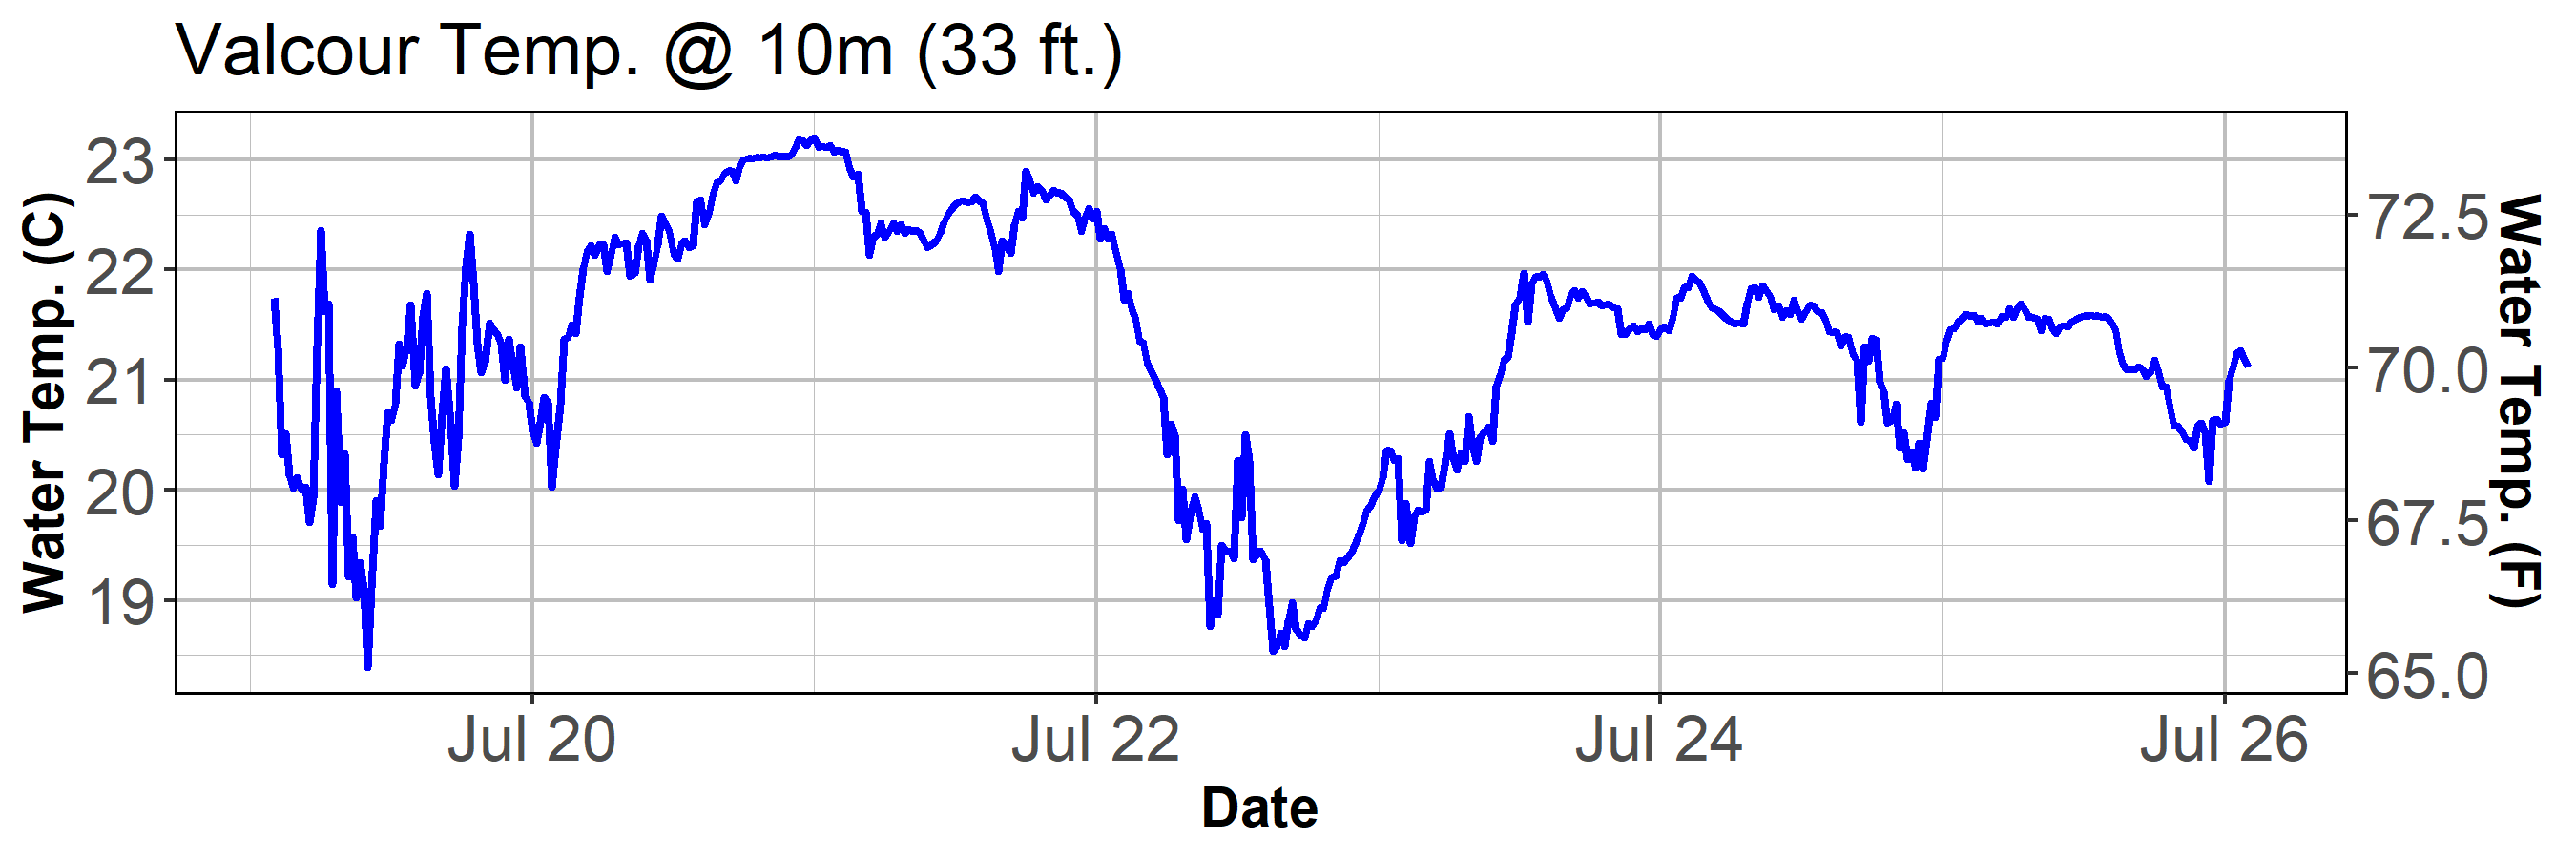 Valcour Temp. @ 10m (33 ft.)
Water Temp. (C)
23
22
21
20
19
72.5
70.0
67.5
65.0
Water Temp. (F)
Jul 20
Jul 22
Jul 24
Jul 26
Date